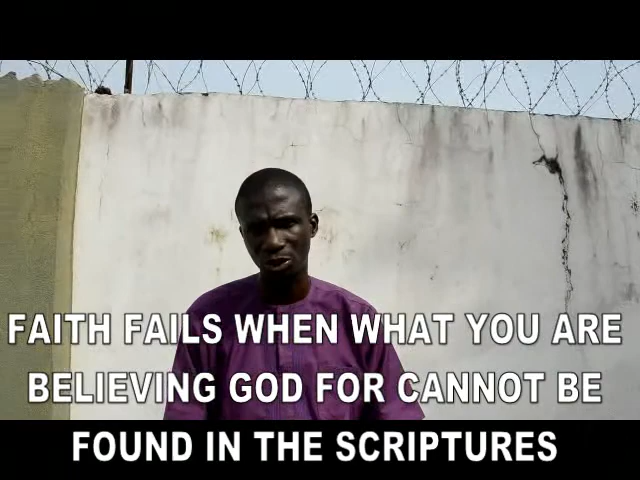 FAITH FAILS WHEN WHAT YOU ARE
BELIEVING GOD FOR CANNOT BE
FOUND IN THE SCRIPTURES